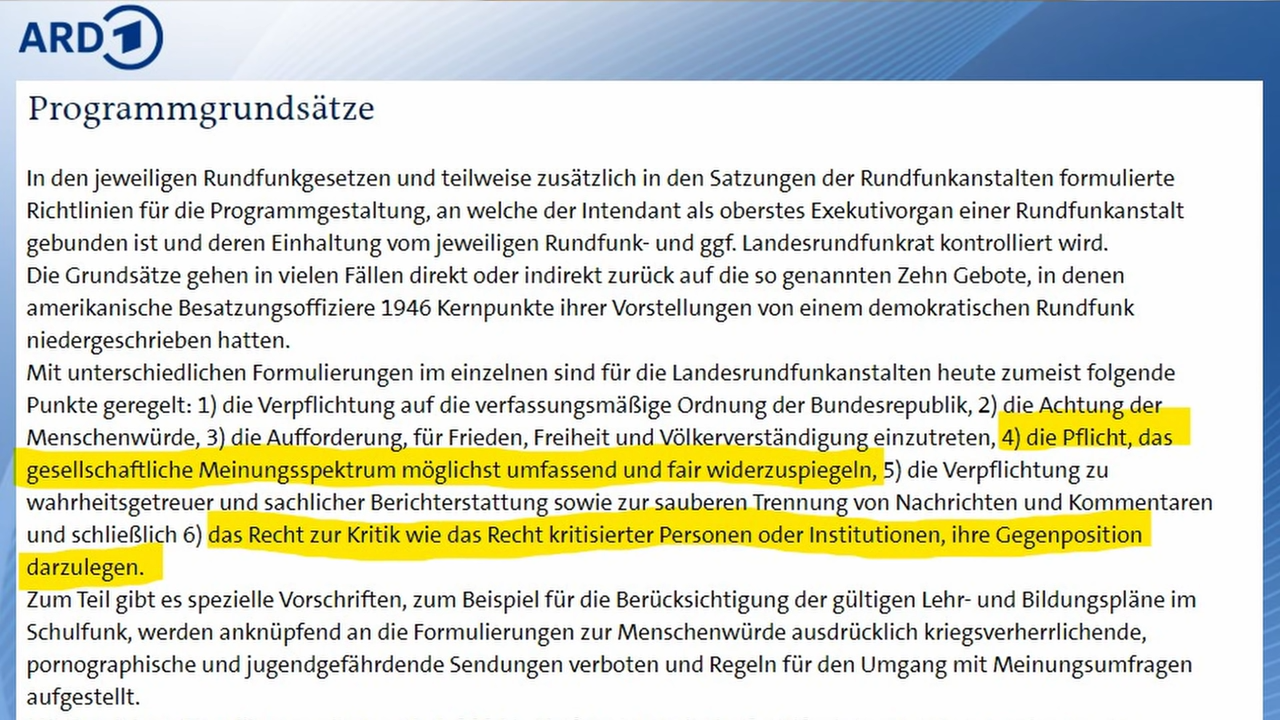 ARD 1
Programmgrundsätze
In den jeweiligen Rundfunkgesetzen und teilweise zusätzlich in den Satzungen der Rundfunkanstalten formulierte
Richtlinien für die Programmgestaltung, an welche der Intendant als oberstes Exekutivorgan einer Rundfunkanstalt
gebunden ist und deren Einhaltung vom jeweiligen Rundfunk- und ggf. Landesrundfunkrat kontrolliert wird.
Die Grundsätze gehen in vielen Fällen direkt oder indirekt zurück auf die so genannten Zehn Gebote, in denen
amerikanische Besatzungsoffiziere 1946 Kernpunkte ihrer Vorstellungen von einem demokratischen Rundfunk
niedergeschrieben hatten.
Mit unterschiedlichen Formulierungen im einzelnen sind für die Landesrundfunkanstalten heute zumeist folgende
Punkte geregelt: 1) die Verpflichtung auf die verfassungsmäßige Ordnung der Bundesrepublik, 2) die Achtung der
Menschenwürde, 3) die Aufforderung, für Frieden, Freiheit und Völkerverständigung einzutreten, 4) die Pflicht, das
gesellschaftliche Meinungsspektrum möglichst umfassend und fair widerzuspiegeln, 5) die Verpflichtung zu
wahrheitsgetreuer und sachlicher Berichterstattung sowie zur sauberen Trennung von Nachrichten und Kommentaren
und schließlich 6) das Recht zur Kritik wie das Recht kritisierter Personen oder Institutionen, ihre Gegenposition
darzulegen.
Zum Teil gibt es spezielle Vorschriften, zum Beispiel für die Berücksichtigung der gültigen Lehr- und Bildungspläne im
Schulfunk, werden anknüpfend an die Formulierungen zur Menschenwürde ausdrücklich kriegsverherrlichende,
pornographische und jugendgefährdende Sendungen verboten und Regeln für den Umgang mit Meinungsumfragen
aufgestellt.